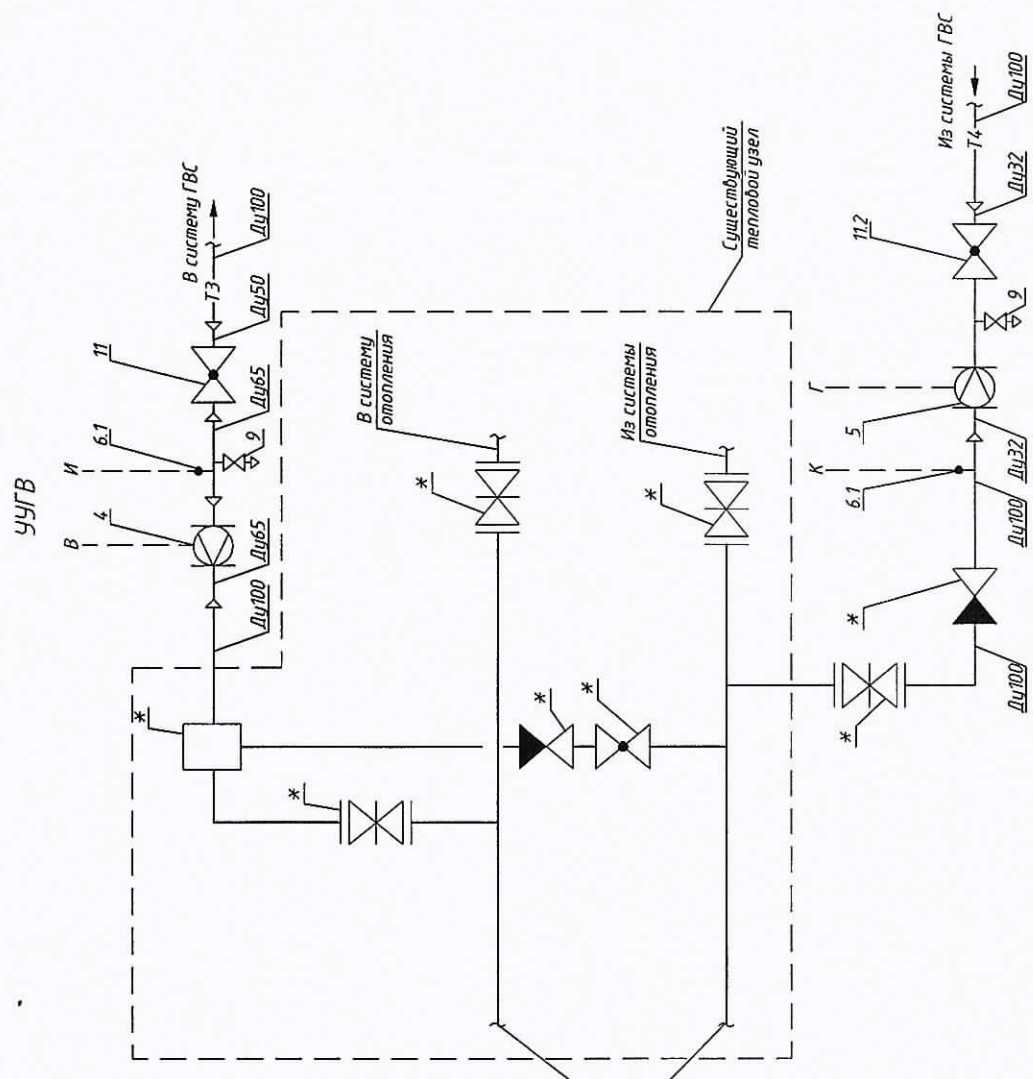 УУГВ
В
4
И
6.1
11
В систему ГВС
Т3
Ду100
Ду65
9
Ду65
Ду50
Ду100
*
*
В систему
отопления
*
Существующий
тепловой узел
*
*
Из системы
отопления
*
*
*
Ду100
К
6.1
Ду100
Ду32
Г
5
9
11.2
Ду32
Из системы ГВС
Т4
Ду100